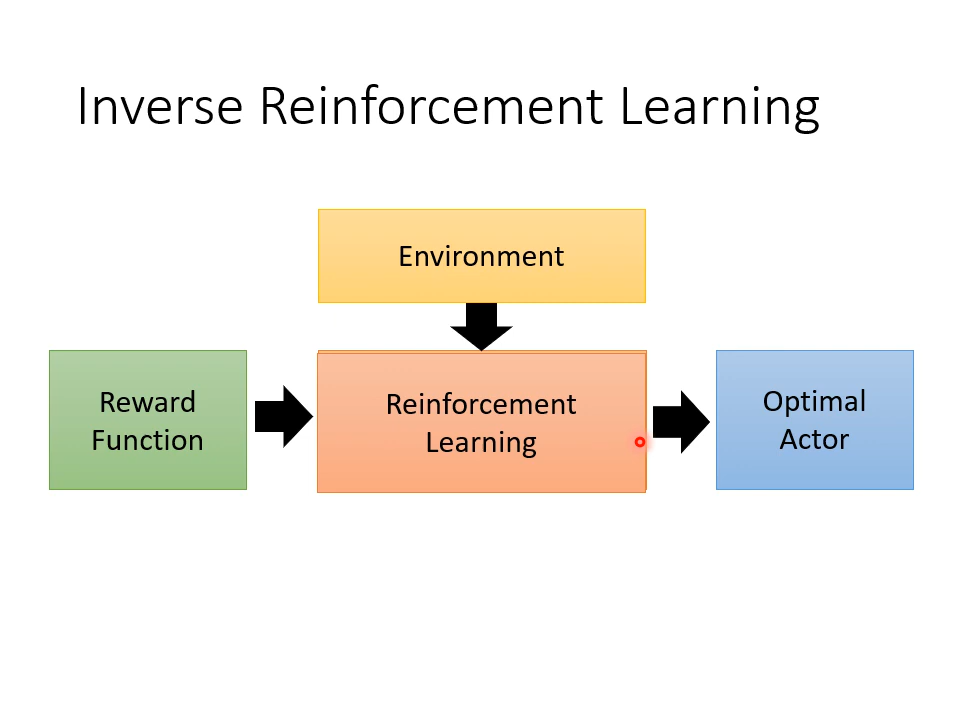 Inverse Reinforcement Learning
Environment
Reward
Function
Reinforcement
Learning
Optimal
Actor